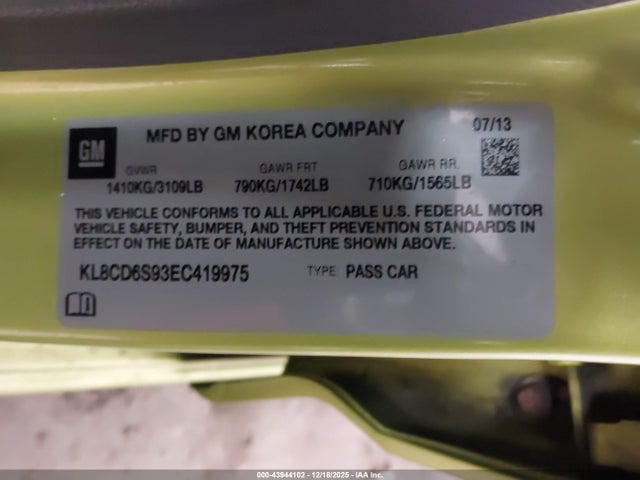 GM
MFD BY GM KOREA COMPANY
07/13
GVWR
GAWR FRT
GAWR RR.
1410KG/3109LB
790KG/1742LB
710KG/1565LB
THIS VEHICLE CONFORMS TO ALL APPLICABLE U.S. FEDERAL MOTOR
VEHICLE SAFETY, BUMPER, AND THEFT PREVENTION STANDARDS IN
EFFECT ON THE DATE OF MANUFACTURE SHOWN ABOVE.
KL8CD6S93EC419975
TYPE: PASS CAR
000-43944102 - 12/18/2025 - IAA Inc.